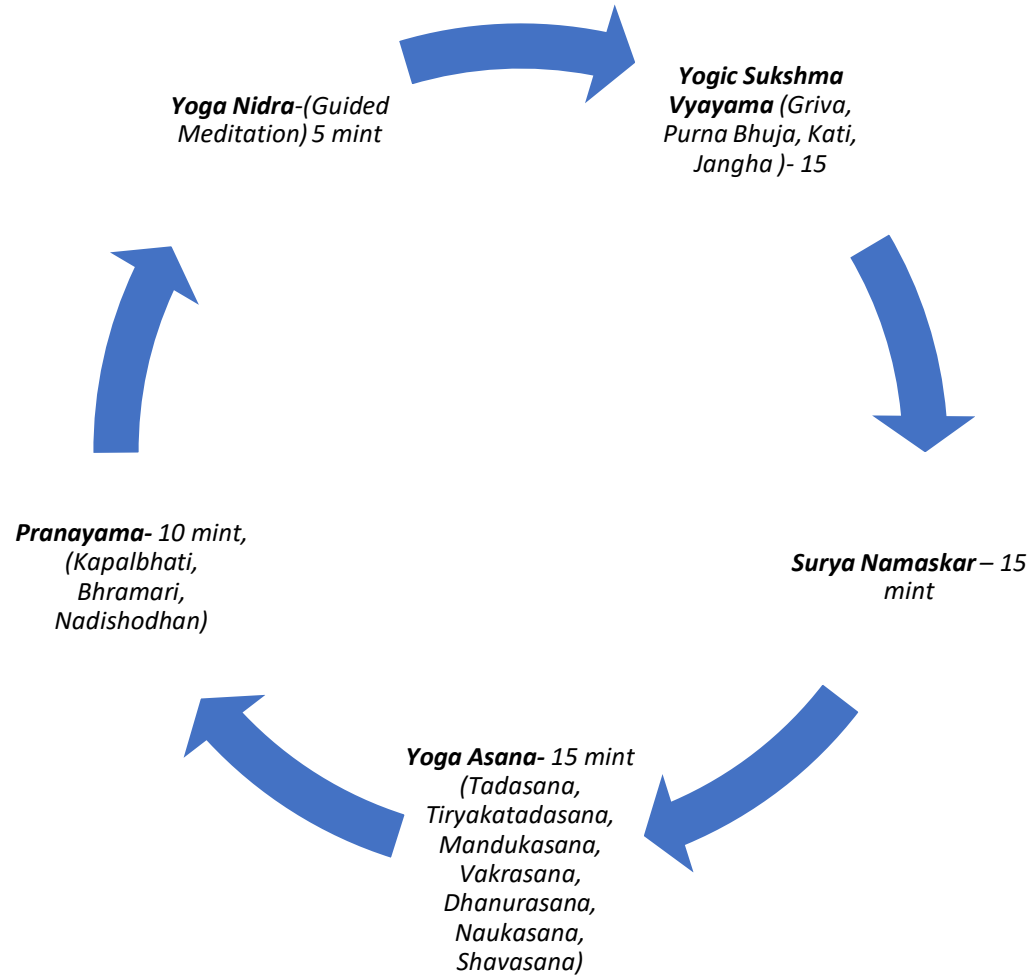 Yoga Nidra-(Guided
Meditation) 5 mint
Yogic Sukshma
Vyayama (Griva,
Purna Bhuja, Kati,
Jangha )- 15
Surya Namaskar – 15
mint
Yoga Asana- 15 mint
(Tadasana,
Tiryakatadasana,
Mandukasana,
Vakrasana,
Dhanurasana,
Naukasana,
Shavasana)
Pranayama- 10 mint,
(Kapalbhati,
Bhramari,
Nadishodhan)